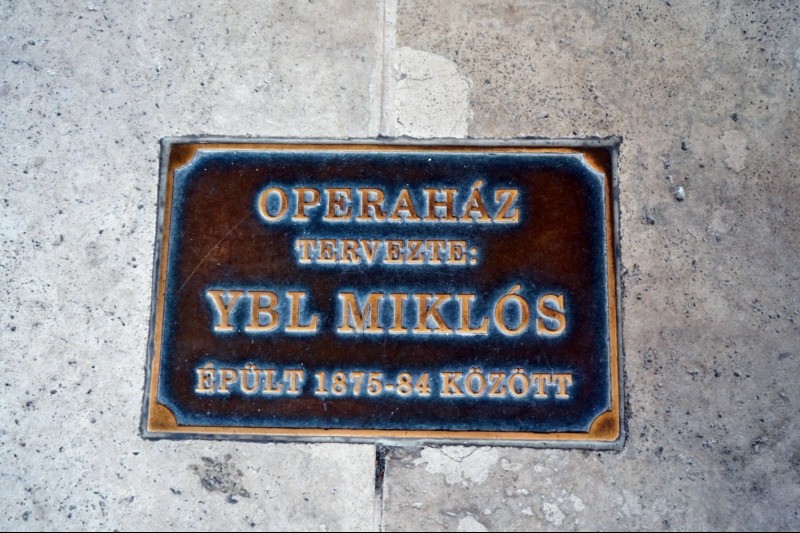 OPERAHÁZ
TERVEZTE:
YBL MIKLÓS
ÉPÜLT 1875-84 KÖZÖTT